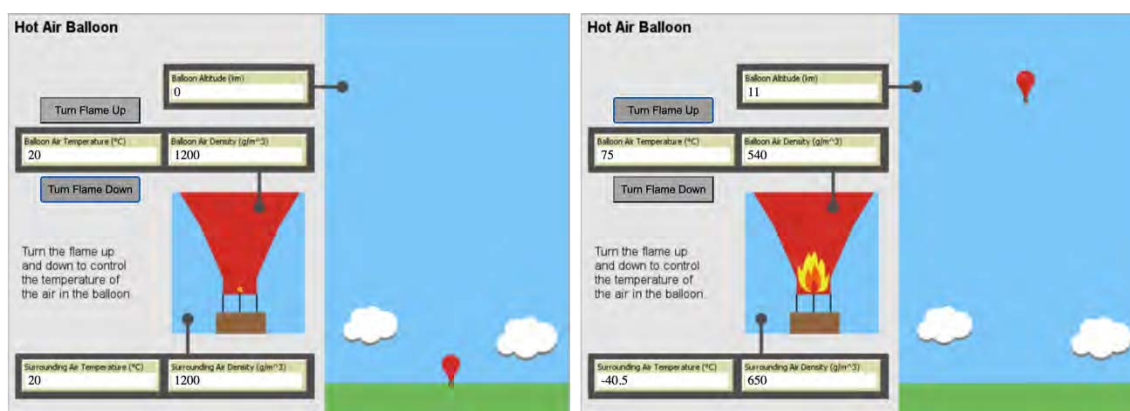 Hot Air Balloon
Balloon Altitude (km)
0
Turn Flame Up
Balloon Air Temperature (°C)
20
Balloon Air Density (g/m^3)
1200
Turn Flame Down
Turn the flame up
and down to control
the temperature of
the air in the balloon.
Surrounding Air Temperature (°C)
20
Surrounding Air Density (g/m^3)
1200
Hot Air Balloon
Balloon Altitude (km)
11
Turn Flame Up
Balloon Air Temperature (°C)
75
Balloon Air Density (g/m^3)
540
Turn Flame Down
Turn the flame up
and down to control
the temperature of
the air in the balloon.
Surrounding Air Temperature (°C)
-40.5
Surrounding Air Density (g/m^3)
650